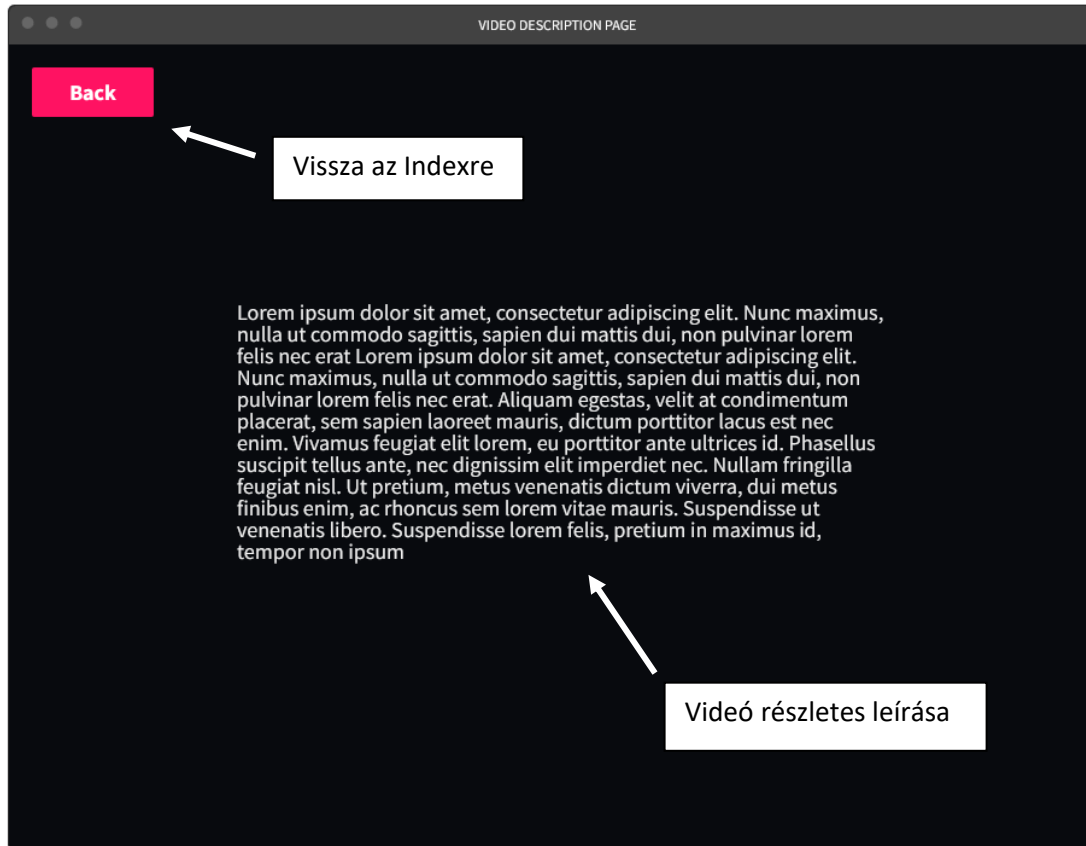 VIDEO DESCRIPTION PAGE
Back
Vissza az Indexre
Lorem ipsum dolor sit amet, consectetur adipiscing elit. Nunc maximus,
nulla ut commodo sagittis, sapien dui mattis dui, non pulvinar lorem
felis nec erat Lorem ipsum dolor sit amet, consectetur adipiscing elit.
Nunc maximus, nulla ut commodo sagittis, sapien dui mattis dui, non
pulvinar lorem felis nec erat. Aliquam egestas, velit at condimentum
placerat, sem sapien laoreet mauris, dictum porttitor lacus est nec
enim. Vivamus feugiat elit lorem, eu porttitor ante ultrices id. Phasellus
suscipit tellus ante, nec dignissim elit imperdiet nec. Nullam fringilla
feugiat nisl. Ut pretium, metus venenatis dictum viverra, dui metus
finibus enim, ac rhoncus sem lorem vitae mauris. Suspendisse ut
venenatis libero. Suspendisse lorem felis, pretium in maximus id,
tempor non ipsum
Videó részletes leírása